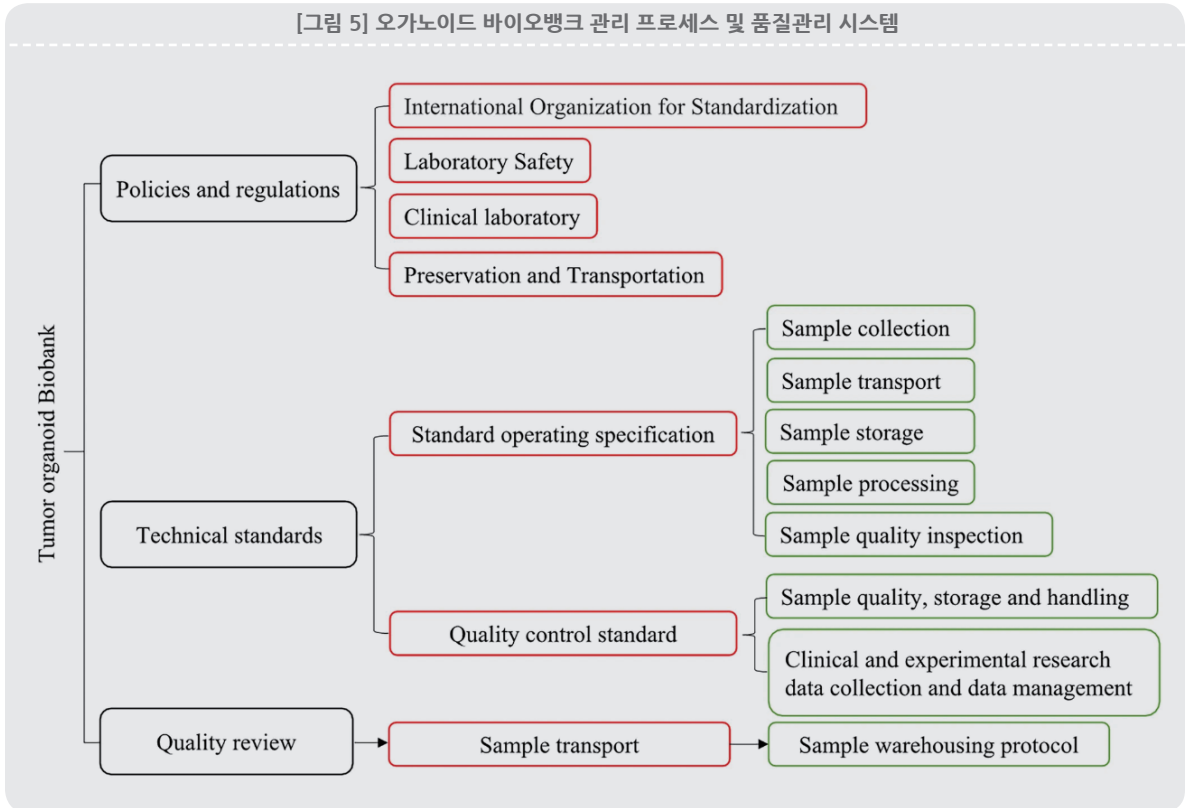 [그림 5] 오가노이드 바이오뱅크 관리 프로세스 및 품질관리 시스템
Tumor organoid Biobank
Policies and regulations
International Organization for Standardization
Laboratory Safety
Clinical laboratory
Preservation and Transportation
Technical standards
Standard operating specification
Sample collection
Sample transport
Sample storage
Sample processing
Sample quality inspection
Quality control standard
Sample quality, storage and handling
Clinical and experimental research
data collection and data management
Quality review
Sample transport
Sample warehousing protocol